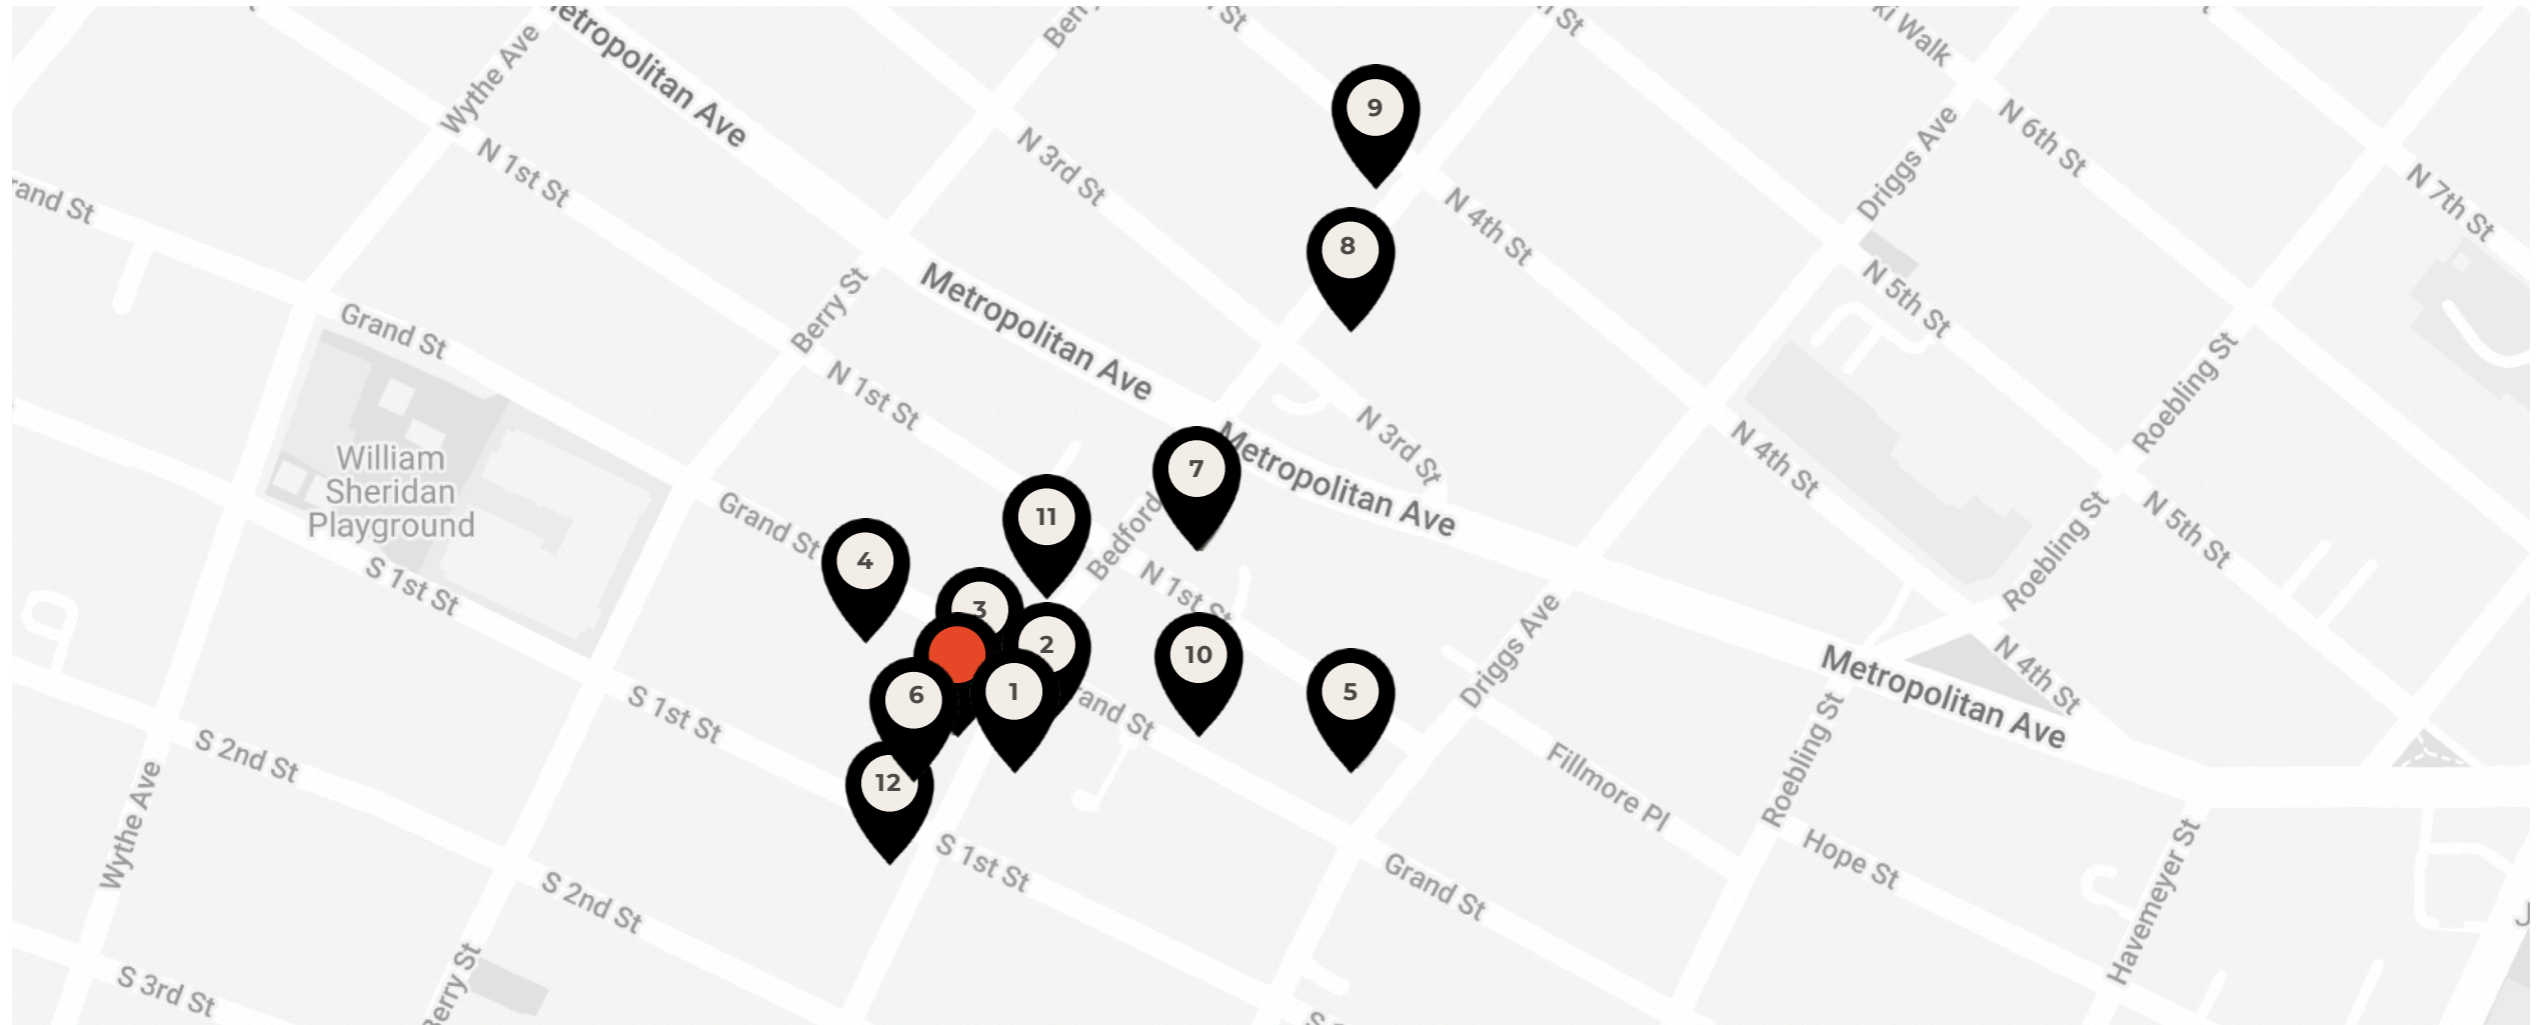 Wythe Ave
Metropolitan Ave
St
St
Walk
9
N 6th St
N 7th St
N 1st St
N 3rd St
Driggs Ave
N 4th St
8
Grand St
Berry St
Metropolitan Ave
N 5th St
N 1st St
Roebling St
William
Sheridan
Playground
7
Metropolitan Ave
N 3rd St
N 4th St
Grand St
11
Bedford
4
N 1st St
N 5th St
Roebling St
S 1st St
3
2
10
5
Driggs Ave
Metropolitan Ave
N 4th St
6
1
S 1st St
S 2nd St
12
Fillmore Pl
Roebling St
Hope St
Wythe Ave
S 1st St
Grand St
S 2nd St
Havemeyer St
S 3rd St
Berry St